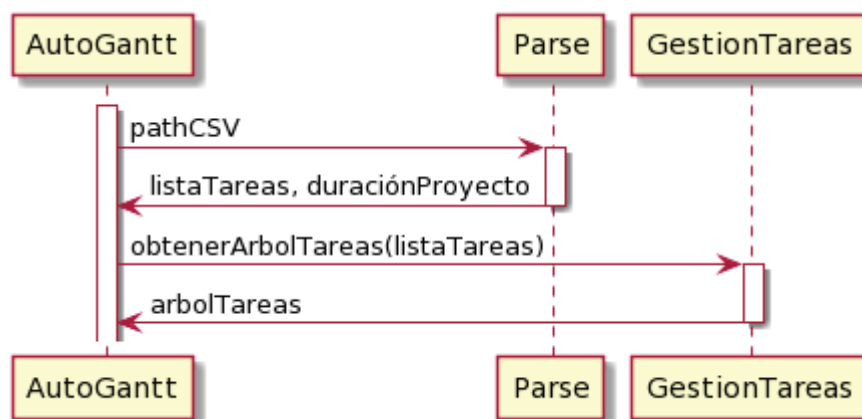 AutoGantt
Parse
GestionTareas
pathCSV
listaTareas, duraciónProyecto
obtenerArbolTareas(listaTareas)
arbolTareas
AutoGantt
Parse
GestionTareas